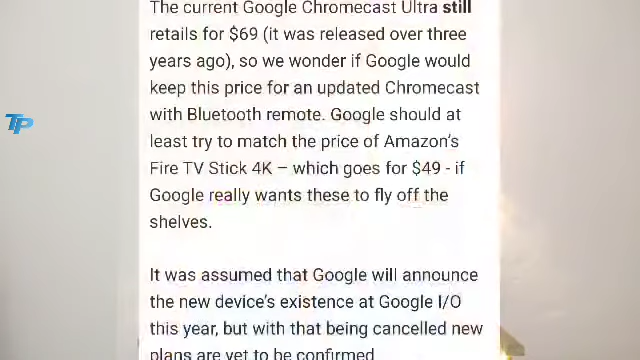 The current Google Chromecast Ultra still
retails for $69 (it was released over three
years ago), so we wonder if Google would
keep this price for an updated Chromecast
with Bluetooth remote. Google should at
least try to match the price of Amazon's
Fire TV Stick 4K – which goes for $49 - if
Google really wants these to fly off the
shelves.
TP
It was assumed that Google will announce
the new device's existence at Google I/O
this year, but with that being cancelled new
plans are yet to be confirmed